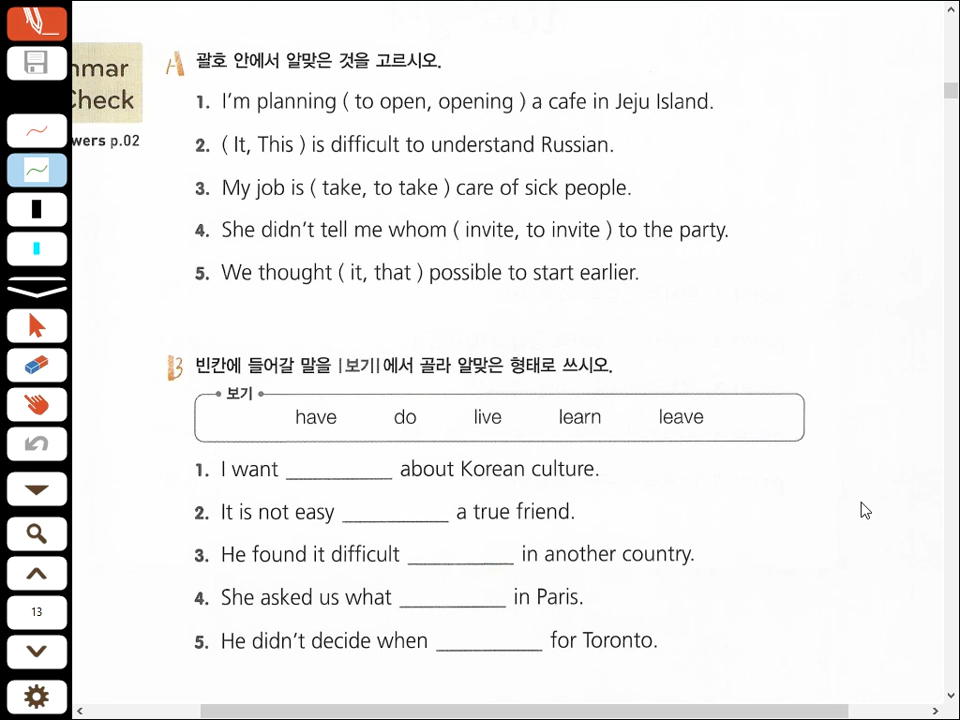 mmar
Check
wers p.02
A 괄호 안에서 알맞은 것을 고르시오.
1. I'm planning ( to open, opening ) a cafe in Jeju Island.
2. ( It, This ) is difficult to understand Russian.
3. My job is ( take, to take ) care of sick people.
4. She didn't tell me whom ( invite, to invite ) to the party.
5. We thought ( it, that ) possible to start earlier.
B 빈칸에 들어갈 말을 |보기|에서 골라 알맞은 형태로 쓰시오.
보기
have do live learn leave
1. I want __________ about Korean culture.
2. It is not easy __________ a true friend.
3. He found it difficult __________ in another country.
4. She asked us what __________ in Paris.
5. He didn't decide when __________ for Toronto.
13